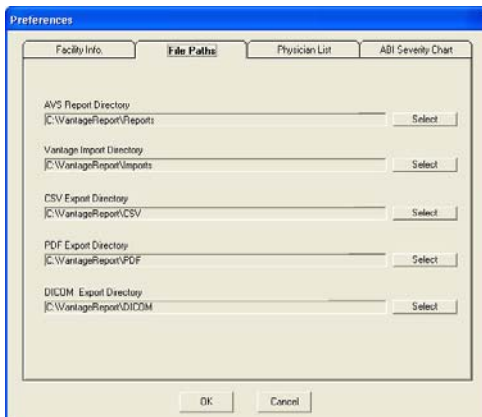 Preferences
Facility Info. File Paths Physician List ABI Severity Chart
AVS Report Directory
C:\VantageReport\Reports Select
Vantage Import Directory
C:\VantageReport\Imports Select
CSV Export Directory
C:\VantageReport\CSV Select
PDF Export Directory
C:\VantageReport\PDF Select
DICOM Export Directory
C:\VantageReport\DICOM Select
OK Cancel